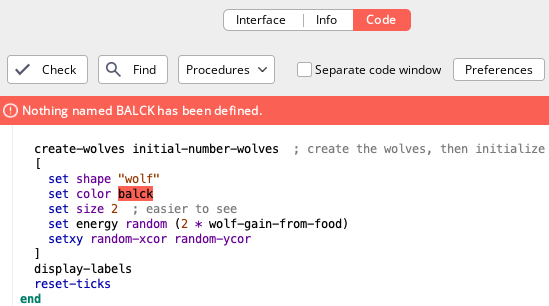 Interface Info Code
Check Find Procedures Separate code window Preferences
Nothing named BALCK has been defined.
create-wolves initial-number-wolves ; create the wolves, then initialize
[
set shape "wolf"
set color balck
set size 2 ; easier to see
set energy random (2 * wolf-gain-from-food)
setxy random-xcor random-ycor
]
display-labels
reset-ticks
end